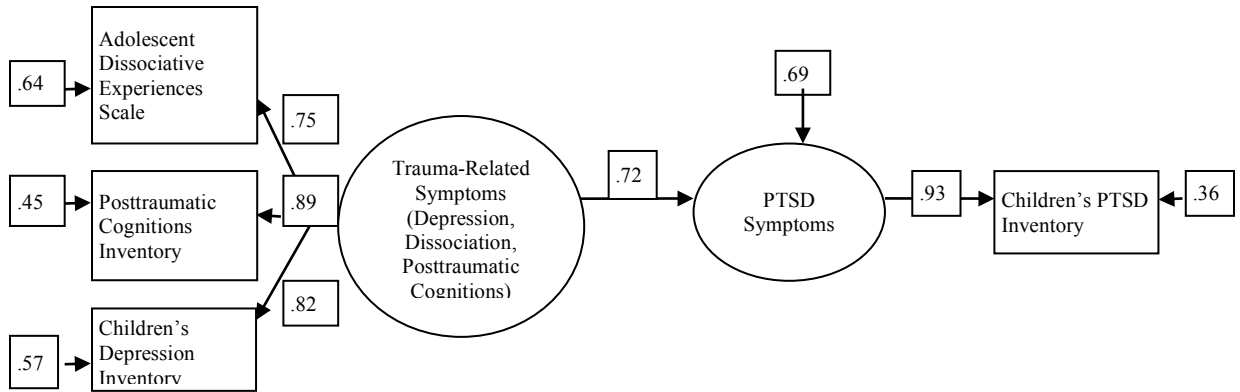 Adolescent
Dissociative
Experiences
Scale
.64
.75
Posttraumatic
Cognitions
Inventory
.45
.89
Children’s
Depression
Inventory
.57
.82
Trauma-Related
Symptoms
(Depression,
Dissociation,
Posttraumatic
Cognitions)
.72
.69
PTSD
Symptoms
.93
Children’s PTSD
Inventory
.36